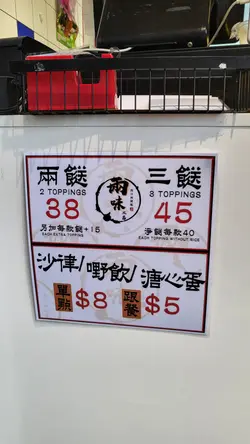 兩餸
2 TOPPINGS
38
另加每款餸+15
EACH EXTRA TOPPING
兩味
三餸
3 TOPPINGS
45
淨餸每款40
EACH TOPPING WITHOUT RICE
沙律/嘢飲/溏心蛋
單點 $8 跟餐 $5